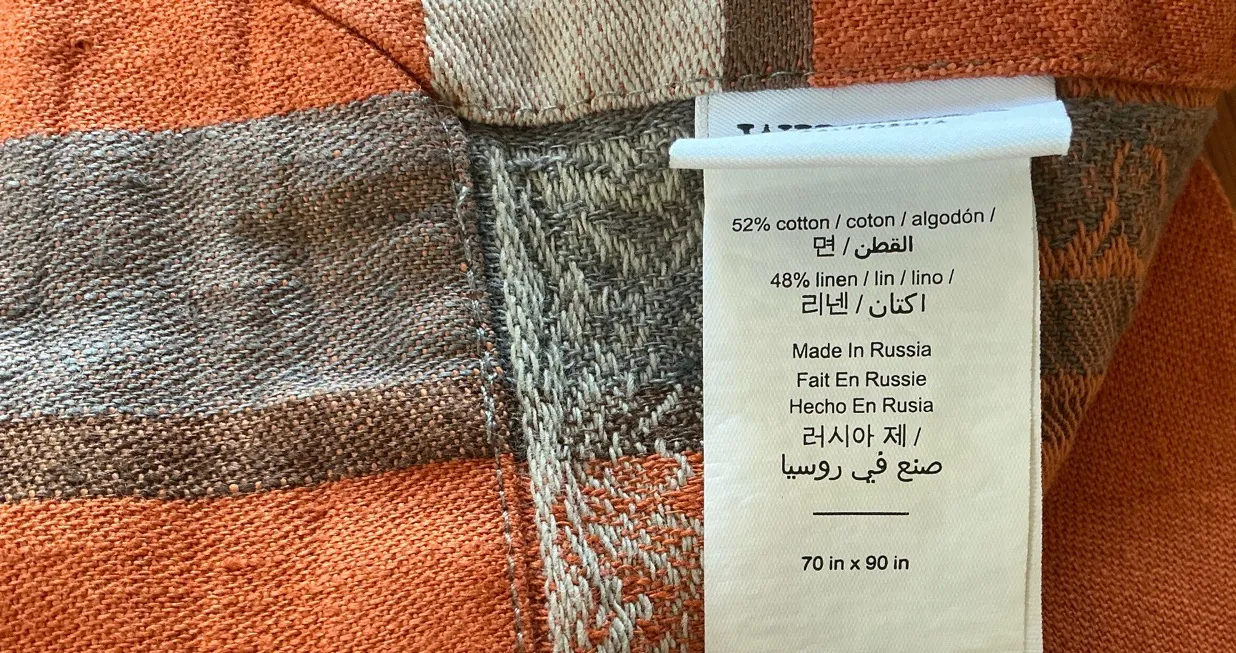 52% cotton / coton / algodón /
면 / القطن
48% linen / lin / lino /
리넨 / اكتان
Made In Russia
Fait En Russie
Hecho En Rusia
러시아 제 /
صنع في روسيا
70 in x 90 in